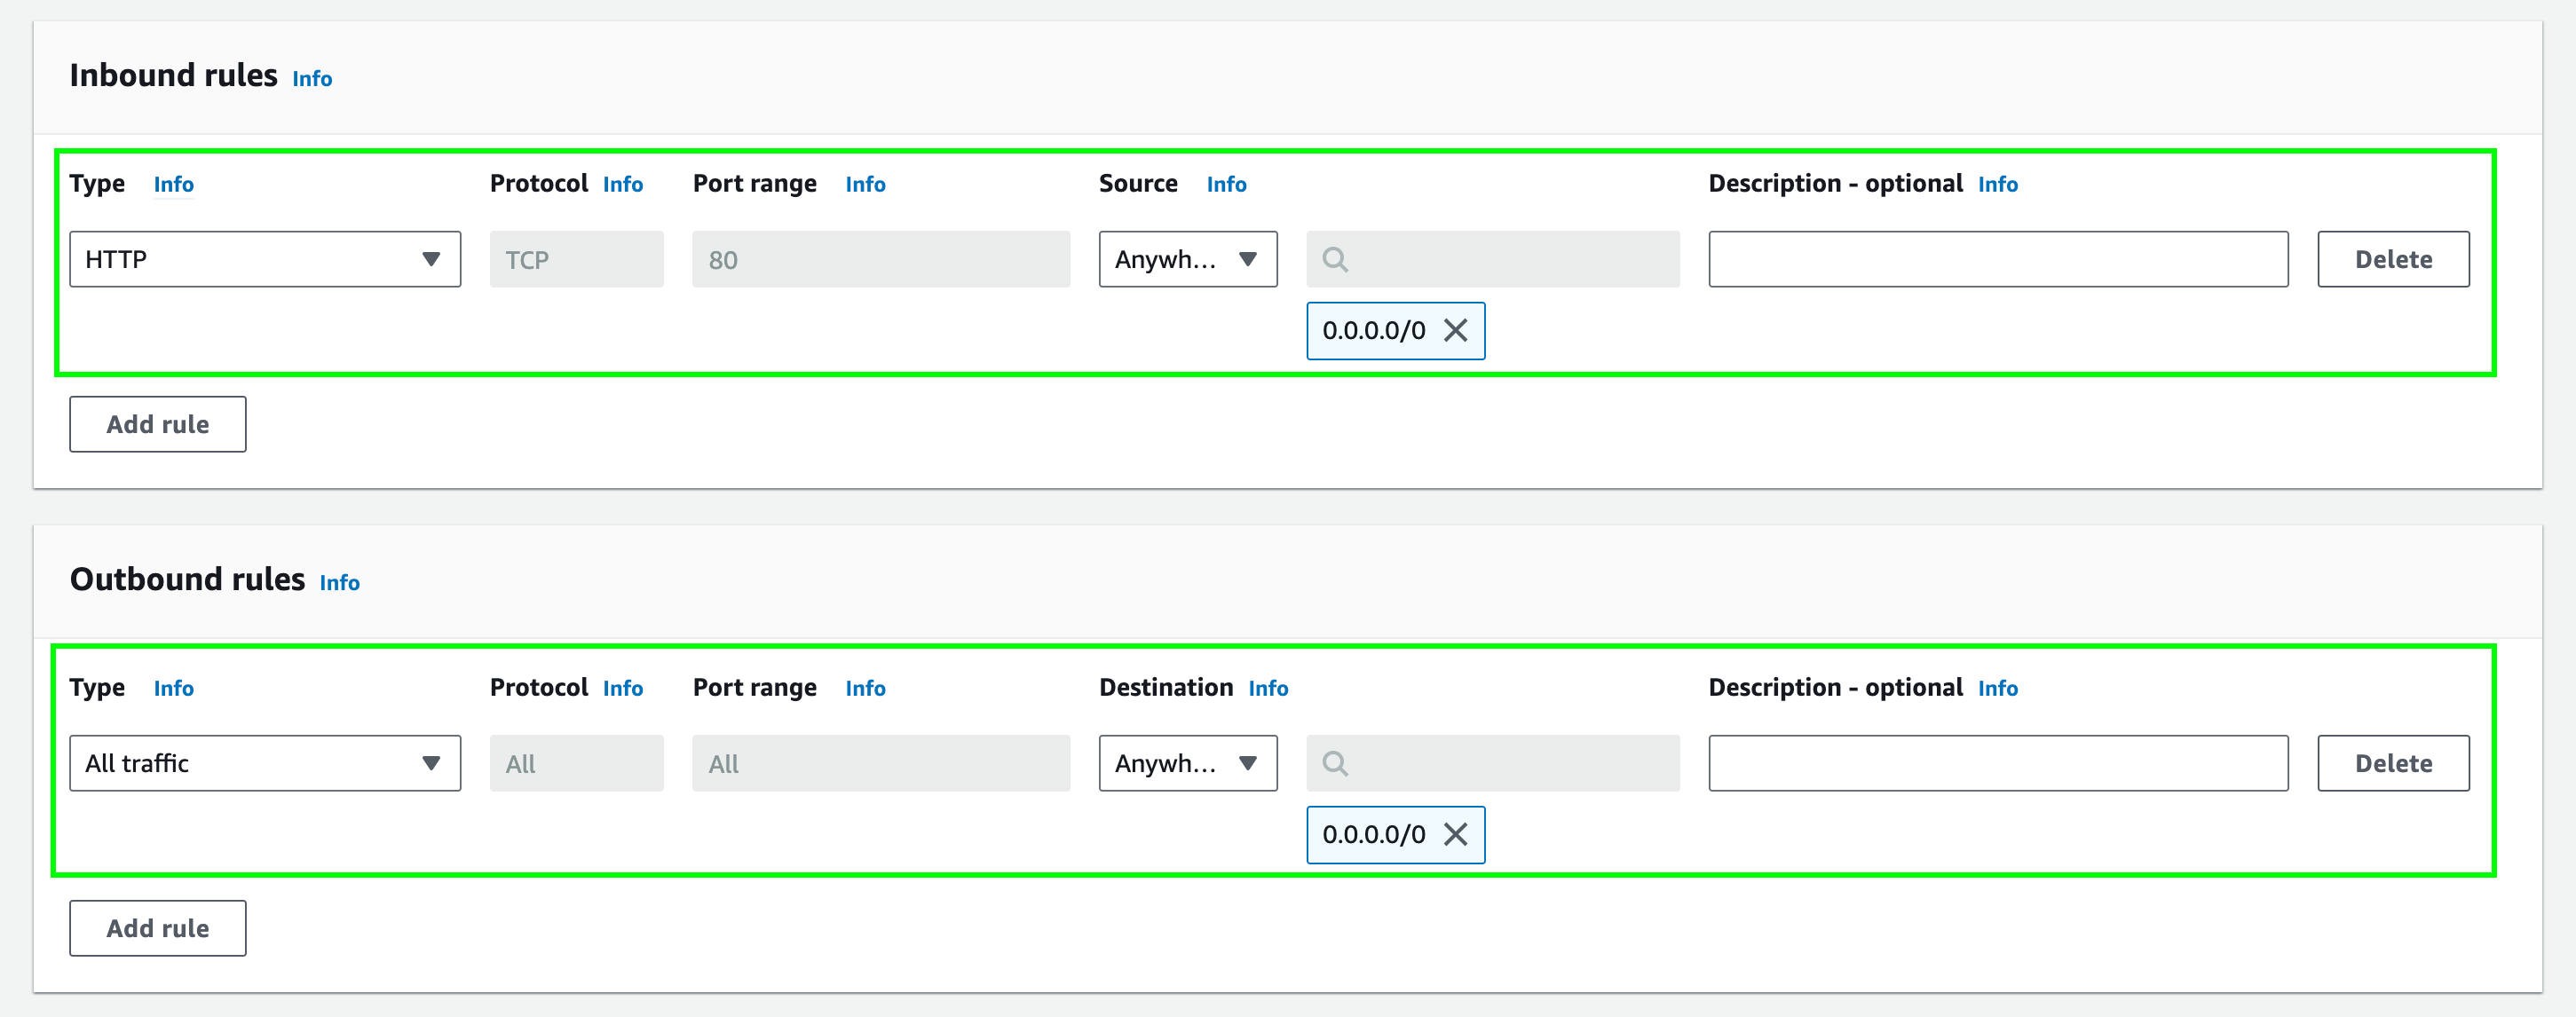 Inbound rules Info
Type Info Protocol Info Port range Info Source Info Description - optional Info
HTTP TCP 80 Anywh... Delete
0.0.0.0/0
Add rule
Outbound rules Info
Type Info Protocol Info Port range Info Destination Info Description - optional Info
All traffic All All Anywh... Delete
0.0.0.0/0
Add rule